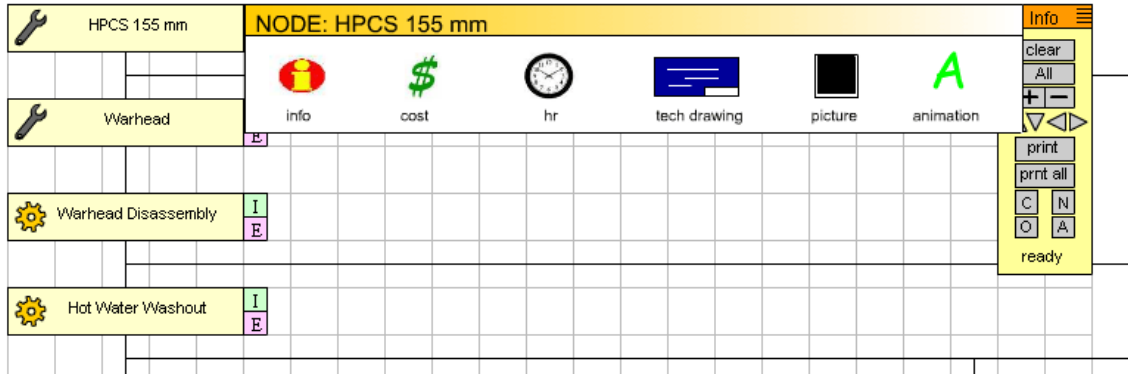 HPCS 155 mm
NODE: HPCS 155 mm
Info
clear
All
info
cost
hr
tech drawing
picture
animation
Warhead
E
print
prnt all
C N
O A
ready
Warhead Disassembly
I
E
Hot Water Washout
I
E